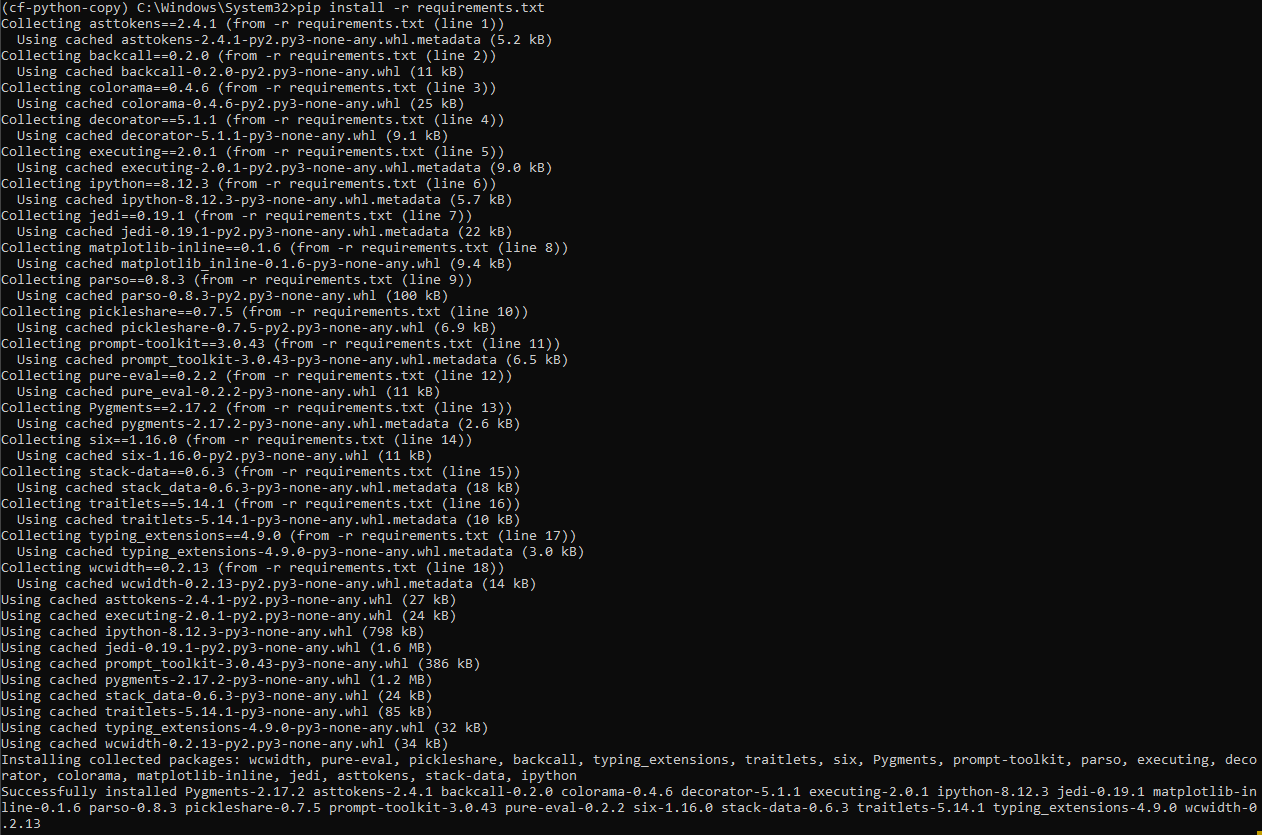 (cf-python-copy) C:\Windows\System32>pip install -r requirements.txt
Collecting asttokens==2.4.1 (from -r requirements.txt (line 1))
  Using cached asttokens-2.4.1-py2.py3-none-any.whl.metadata (5.2 kB)
Collecting backcall==0.2.0 (from -r requirements.txt (line 2))
  Using cached backcall-0.2.0-py2.py3-none-any.whl (11 kB)
Collecting colorama==0.4.6 (from -r requirements.txt (line 3))
  Using cached colorama-0.4.6-py2.py3-none-any.whl (25 kB)
Collecting decorator==5.1.1 (from -r requirements.txt (line 4))
  Using cached decorator-5.1.1-py3-none-any.whl (9.1 kB)
Collecting executing==2.0.1 (from -r requirements.txt (line 5))
  Using cached executing-2.0.1-py2.py3-none-any.whl.metadata (9.0 kB)
Collecting ipython==8.12.3 (from -r requirements.txt (line 6))
  Using cached ipython-8.12.3-py3-none-any.whl.metadata (5.7 kB)
Collecting jedi==0.19.1 (from -r requirements.txt (line 7))
  Using cached jedi-0.19.1-py2.py3-none-any.whl.metadata (22 kB)
Collecting matplotlib-inline==0.1.6 (from -r requirements.txt (line 8))
  Using cached matplotlib_inline-0.1.6-py3-none-any.whl (9.4 kB)
Collecting parso==0.8.3 (from -r requirements.txt (line 9))
  Using cached parso-0.8.3-py2.py3-none-any.whl (100 kB)
Collecting pickleshare==0.7.5 (from -r requirements.txt (line 10))
  Using cached pickleshare-0.7.5-py2.py3-none-any.whl (6.9 kB)
Collecting prompt-toolkit==3.0.43 (from -r requirements.txt (line 11))
  Using cached prompt_toolkit-3.0.43-py3-none-any.whl.metadata (6.5 kB)
Collecting pure-eval==0.2.2 (from -r requirements.txt (line 12))
  Using cached pure_eval-0.2.2-py3-none-any.whl (11 kB)
Collecting Pygments==2.17.2 (from -r requirements.txt (line 13))
  Using cached pygments-2.17.2-py3-none-any.whl.metadata (2.6 kB)
Collecting six==1.16.0 (from -r requirements.txt (line 14))
  Using cached six-1.16.0-py2.py3-none-any.whl (11 kB)
Collecting stack-data==0.6.3 (from -r requirements.txt (line 15))
  Using cached stack_data-0.6.3-py3-none-any.whl.metadata (18 kB)
Collecting traitlets==5.14.1 (from -r requirements.txt (line 16))
  Using cached traitlets-5.14.1-py3-none-any.whl.metadata (10 kB)
Collecting typing_extensions==4.9.0 (from -r requirements.txt (line 17))
  Using cached typing_extensions-4.9.0-py3-none-any.whl.metadata (3.0 kB)
Collecting wcwidth==0.2.13 (from -r requirements.txt (line 18))
  Using cached wcwidth-0.2.13-py2.py3-none-any.whl.metadata (14 kB)
Using cached asttokens-2.4.1-py2.py3-none-any.whl (27 kB)
Using cached executing-2.0.1-py2.py3-none-any.whl (24 kB)
Using cached ipython-8.12.3-py3-none-any.whl (798 kB)
Using cached jedi-0.19.1-py2.py3-none-any.whl (1.6 MB)
Using cached prompt_toolkit-3.0.43-py3-none-any.whl (386 kB)
Using cached pygments-2.17.2-py3-none-any.whl (1.2 MB)
Using cached stack_data-0.6.3-py3-none-any.whl (24 kB)
Using cached traitlets-5.14.1-py3-none-any.whl (85 kB)
Using cached typing_extensions-4.9.0-py3-none-any.whl (32 kB)
Using cached wcwidth-0.2.13-py2.py3-none-any.whl (34 kB)
Installing collected packages: wcwidth, pure-eval, pickleshare, backcall, typing_extensions, traitlets, six, Pygments, prompt-toolkit, parso, executing, deco
rator, colorama, matplotlib-inline, jedi, asttokens, stack-data, ipython
Successfully installed Pygments-2.17.2 asttokens-2.4.1 backcall-0.2.0 colorama-0.4.6 decorator-5.1.1 executing-2.0.1 ipython-8.12.3 jedi-0.19.1 matplotlib-in
line-0.1.6 parso-0.8.3 pickleshare-0.7.5 prompt-toolkit-3.0.43 pure-eval-0.2.2 six-1.16.0 stack-data-0.6.3 traitlets-5.14.1 typing_extensions-4.9.0 wcwidth-0
.2.13